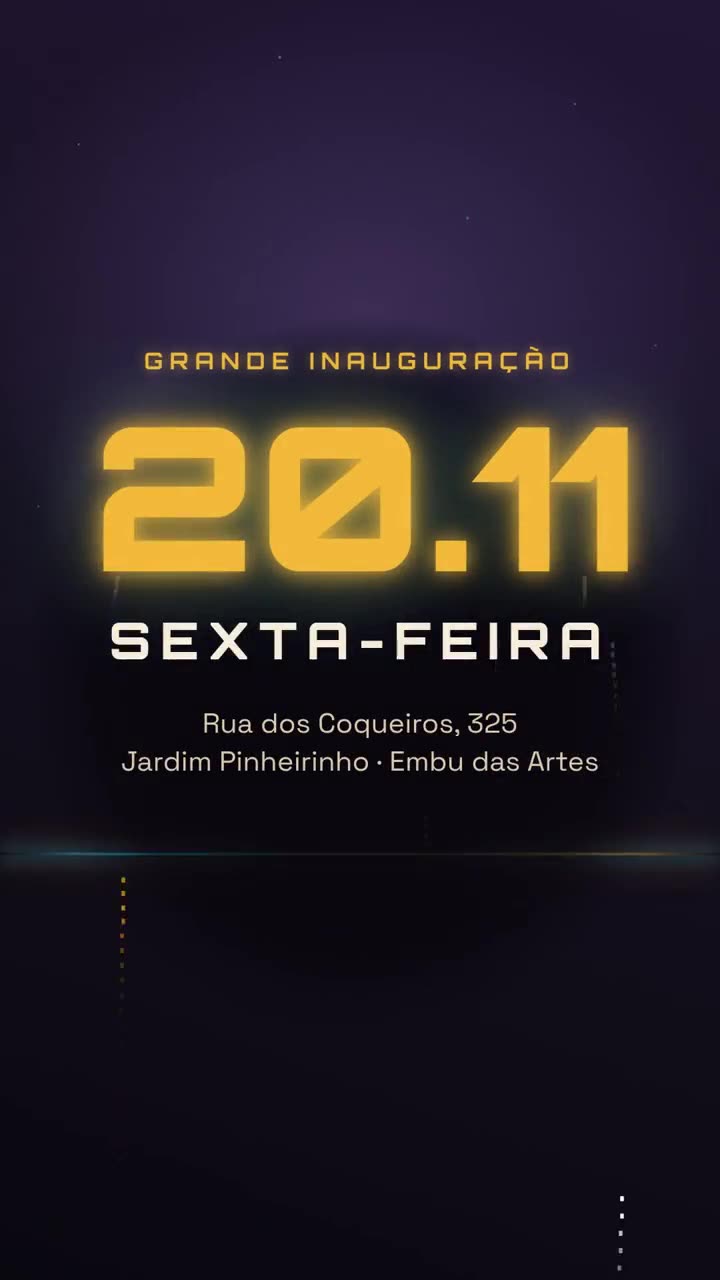 GRANDE INAUGURAÇÃO
20.11
SEXTA-FEIRA
Rua dos Coqueiros, 325
Jardim Pinheirinho · Embu das Artes